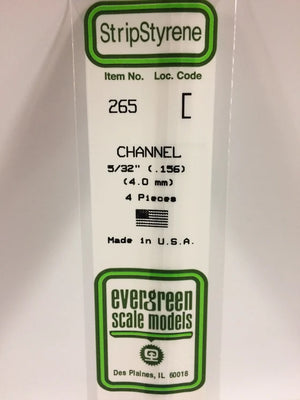 StripStyrene
Item No. Loc. Code
265 [
CHANNEL
5/32" (.156)
(4.0 mm)
4 Pieces
Made in U.S.A.
evergreen
scale models
Des Plaines, IL 60018